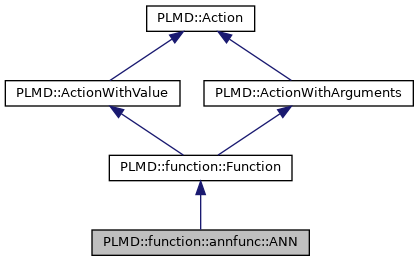 PLMD::Action
PLMD::ActionWithValue
PLMD::ActionWithArguments
PLMD::function::Function
PLMD::function::annfunc::ANN